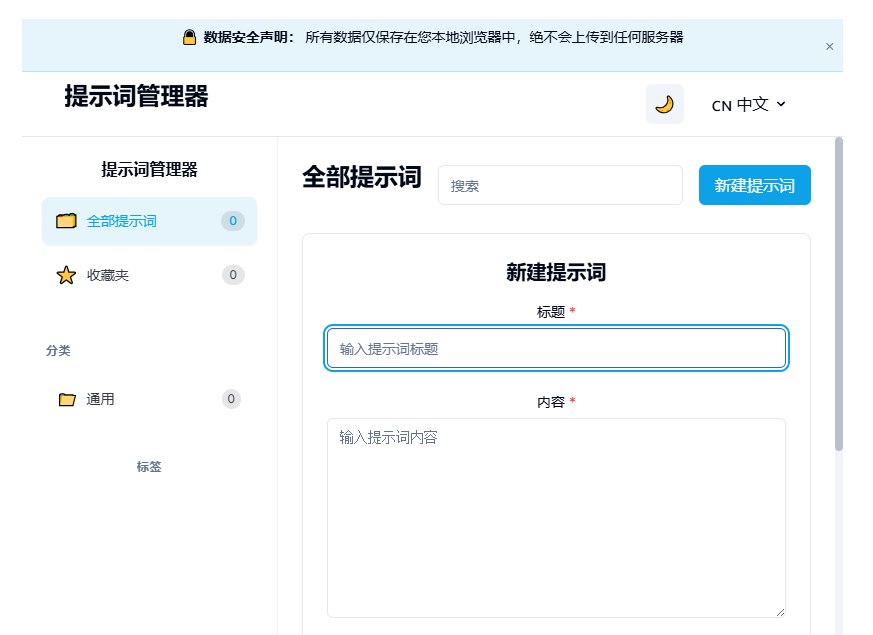 数据安全声明： 所有数据仅保存在您本地浏览器中，绝不会上传到任何服务器
×
提示词管理器
CN 中文
提示词管理器
全部提示词 0
收藏夹 0
分类
通用 0
标签
全部提示词
搜索
新建提示词
新建提示词
标题 *
输入提示词标题
内容 *
输入提示词内容